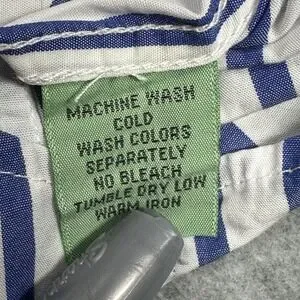 MACHINE WASH
COLD
WASH COLORS
SEPARATELY
NO BLEACH
TUMBLE DRY LOW
WARM IRON